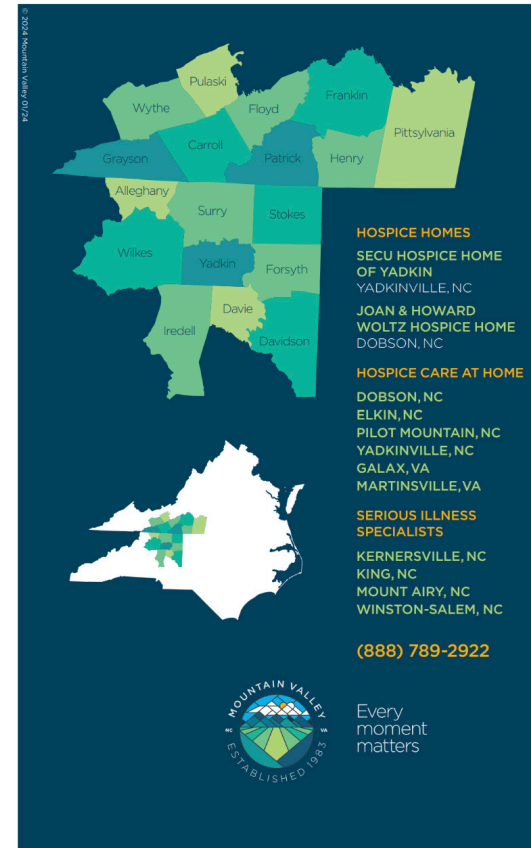 © 2024 Mountain Valley 01/24
Pulaski
Wythe
Floyd
Franklin
Pittsylvania
Grayson
Carroll
Patrick
Henry
Alleghany
Surry
Stokes
Wilkes
Yadkin
Forsyth
Davie
Iredell
Davidson
HOSPICE HOMES
SECU HOSPICE HOME
OF YADKIN
YADKINVILLE, NC
JOAN & HOWARD
WOLTZ HOSPICE HOME
DOBSON, NC
HOSPICE CARE AT HOME
DOBSON, NC
ELKIN, NC
PILOT MOUNTAIN, NC
YADKINVILLE, NC
GALAX, VA
MARTINSVILLE, VA
SERIOUS ILLNESS
SPECIALISTS
KERNERSVILLE, NC
KING, NC
MOUNT AIRY, NC
WINSTON-SALEM, NC
(888) 789-2922
MOUNTAIN VALLEY
NC VA
ESTABLISHED 1983
Every
moment
matters